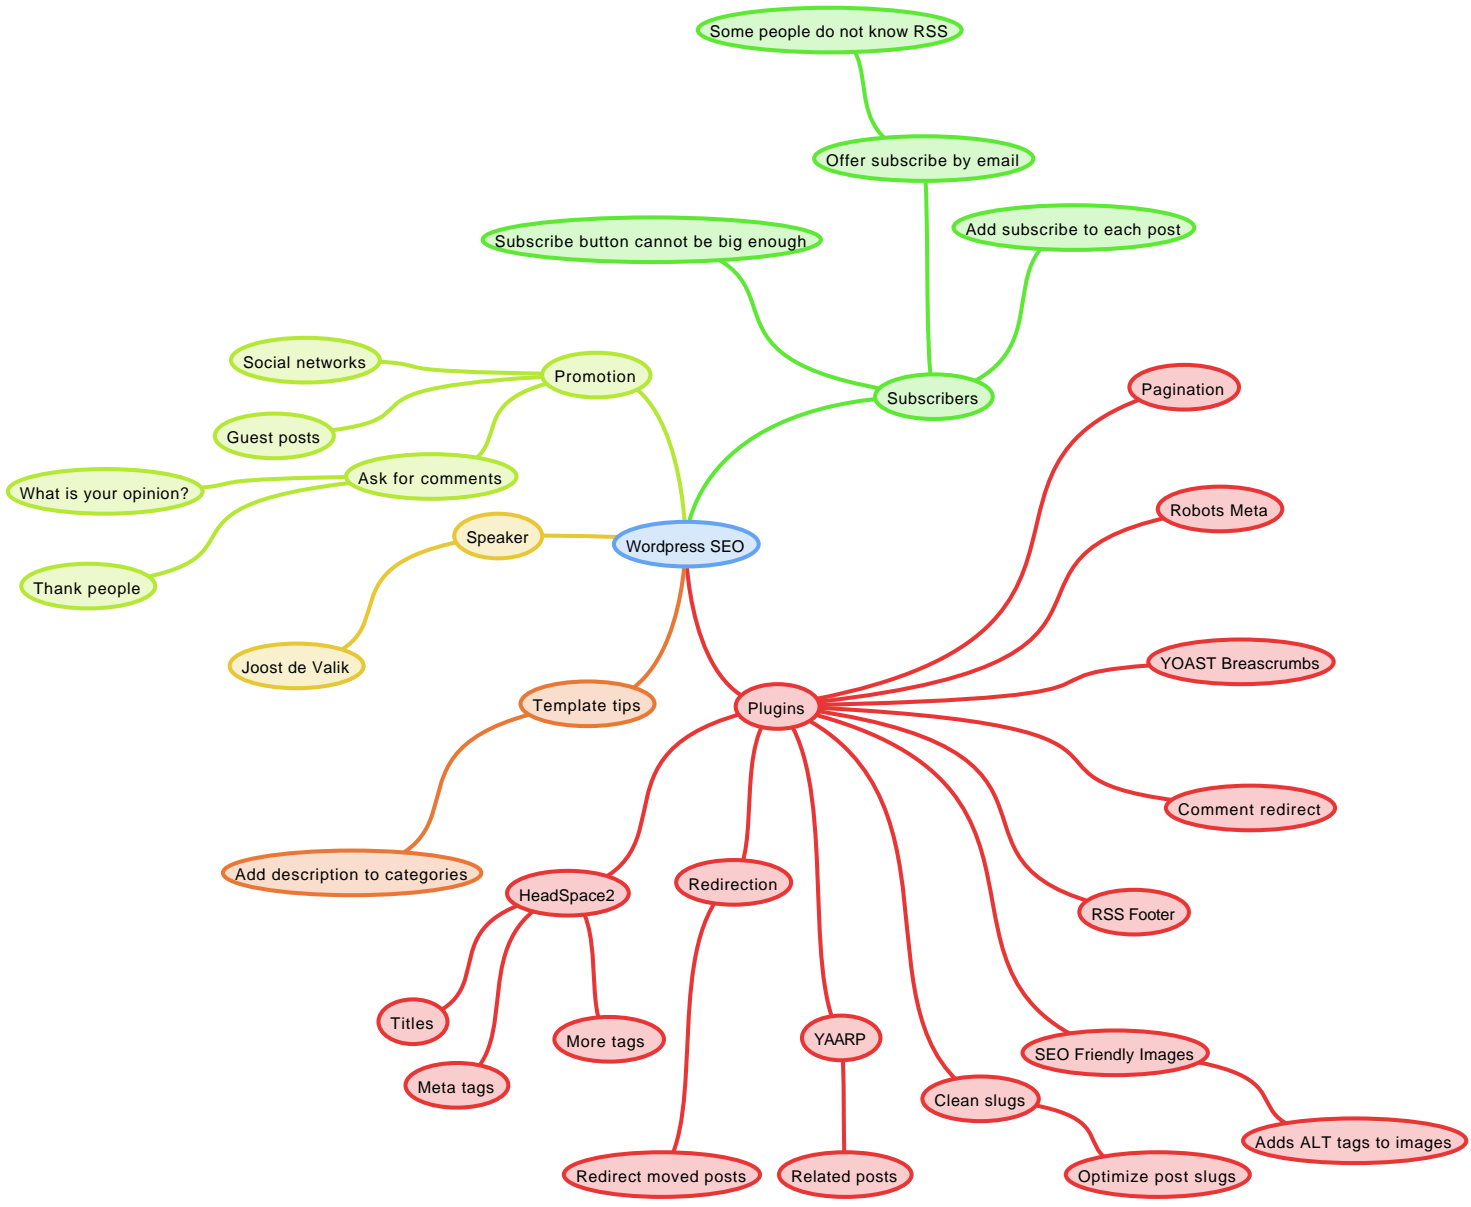 Some people do not know RSS
Offer subscribe by email
Add subscribe to each post
Subscribe button cannot be big enough
Subscribers
Social networks
Promotion
Guest posts
Ask for comments
What is your opinion?
Thank people
Speaker
Wordpress SEO
Joost de Valik
Template tips
Add description to categories
Plugins
Pagination
Robots Meta
YOAST Breascrumbs
Comment redirect
RSS Footer
HeadSpace2
Redirection
Titles
More tags
Meta tags
YAARP
SEO Friendly Images
Clean slugs
Adds ALT tags to images
Redirect moved posts
Related posts
Optimize post slugs